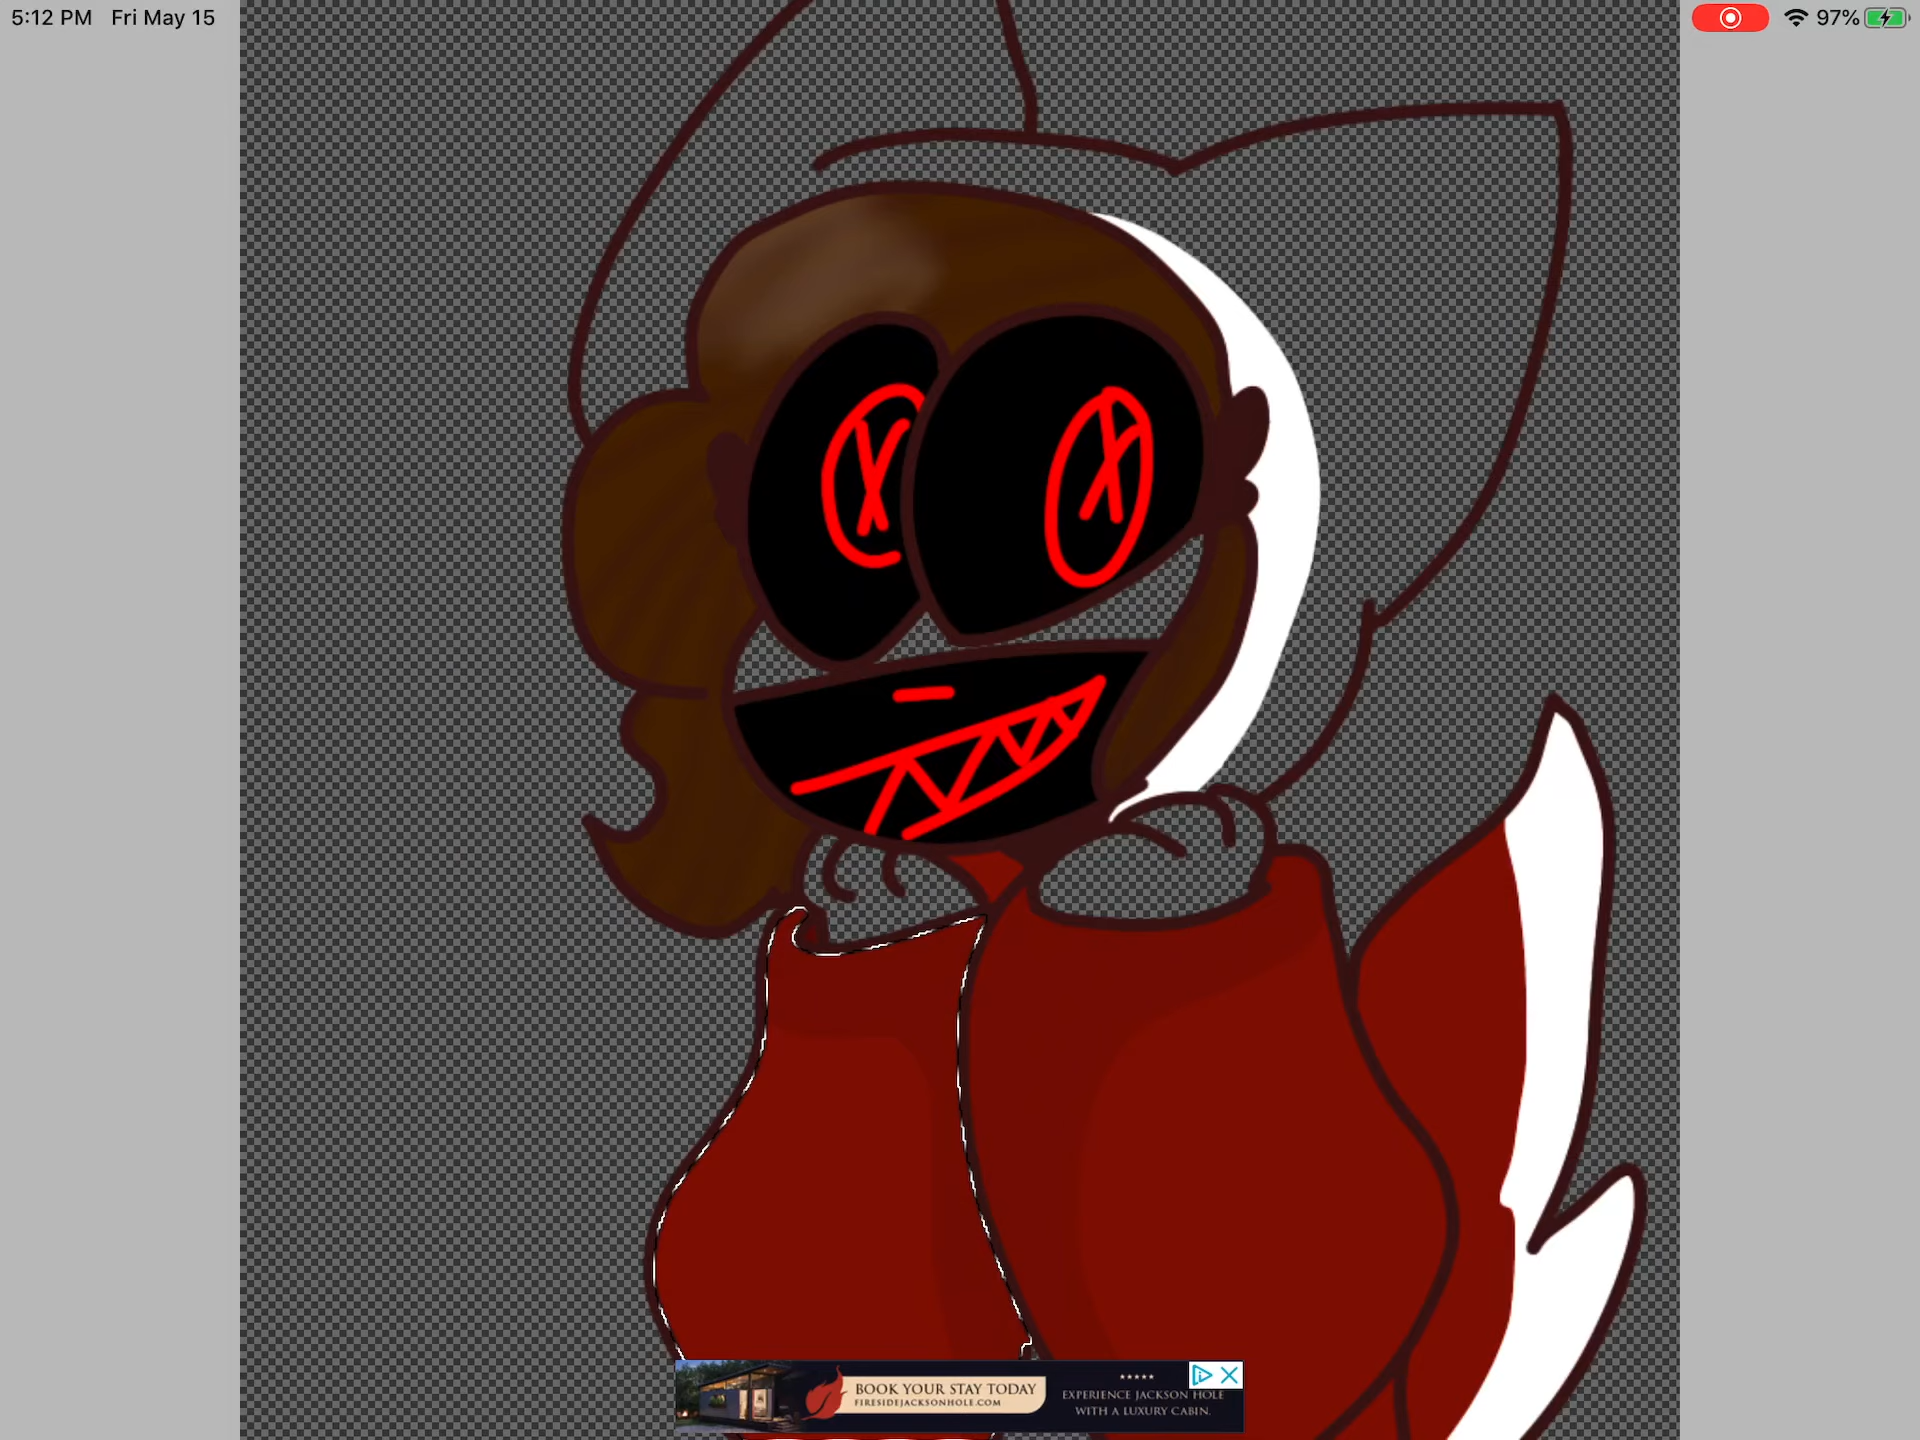 5:12 PM Fri May 15
97%
BOOK YOUR STAY TODAY
FIRESIDEJACKSONHOLE.COM
EXPERIENCE JACKSON HOLE
WITH A LUXURY CABIN.